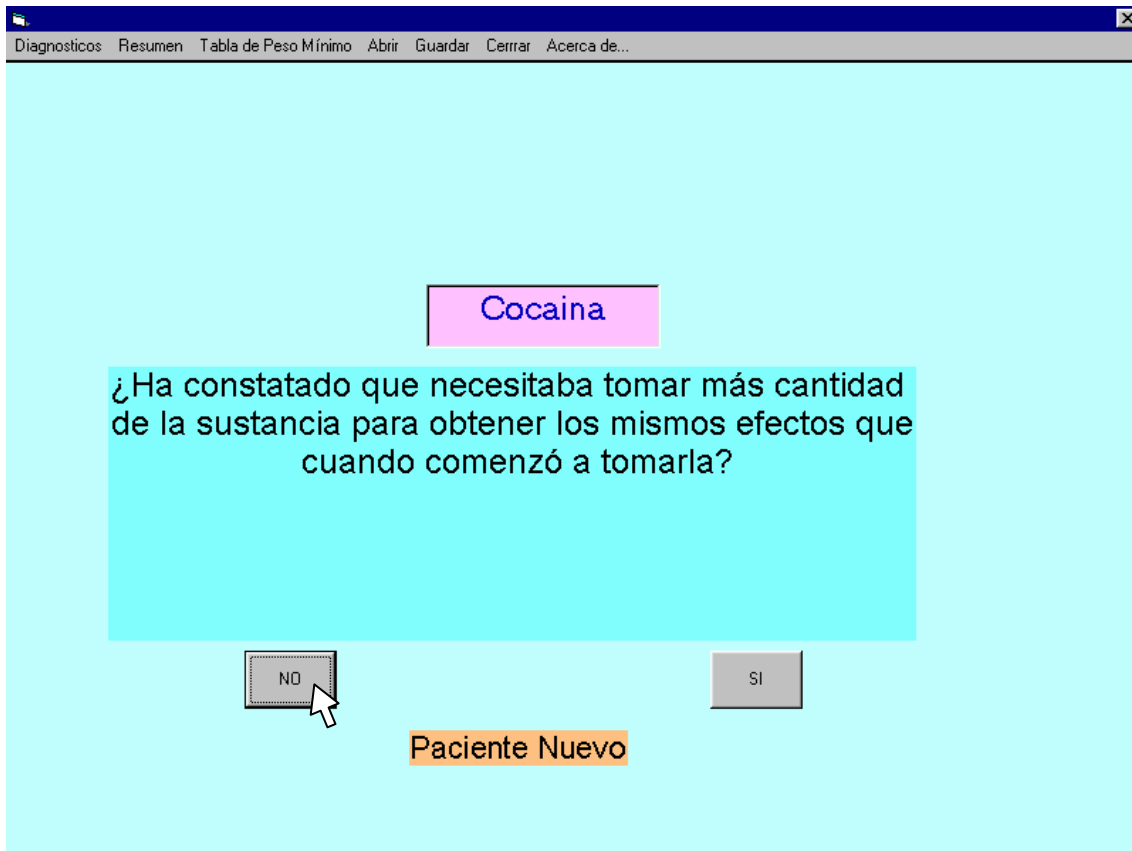 Diagnosticos Resumen Tabla de Peso Mínimo Abrir Guardar Cerrrar Acerca de...
Cocaina
¿Ha constatado que necesitaba tomar más cantidad
de la sustancia para obtener los mismos efectos que
cuando comenzó a tomarla?
NO SI
Paciente Nuevo